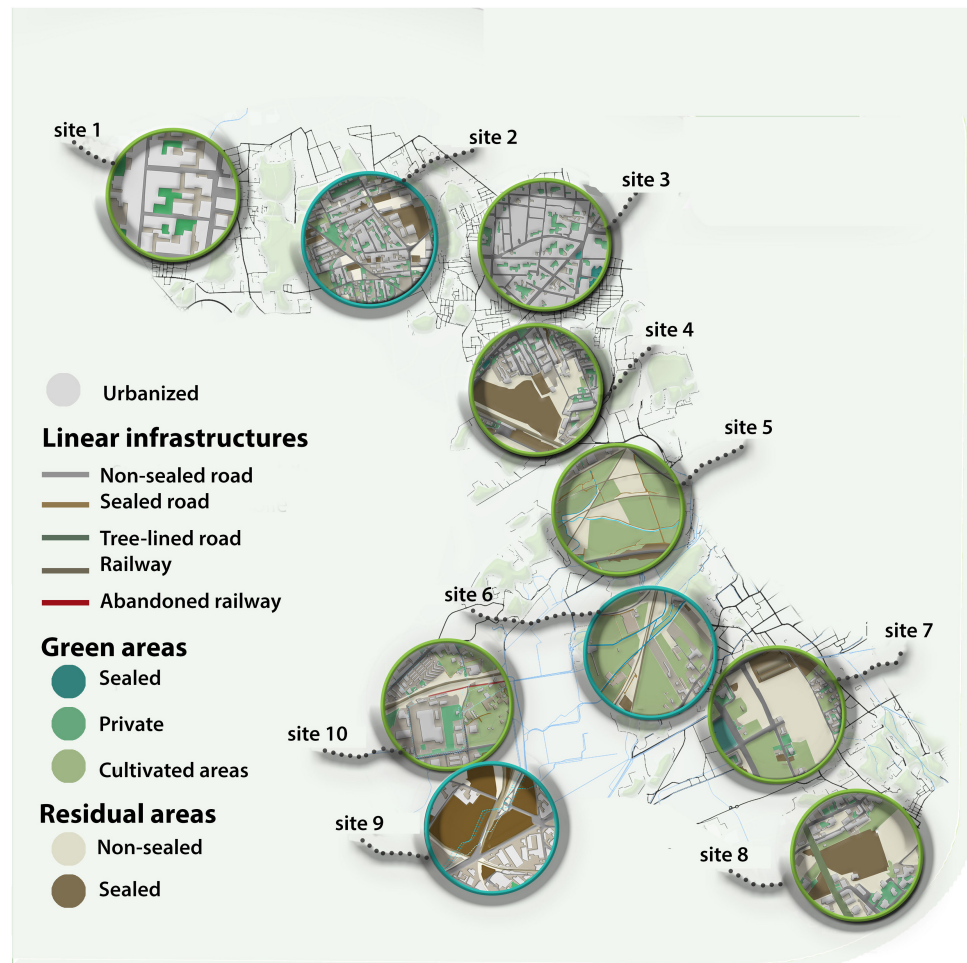 site 1
site 2
site 3
site 4
site 5
site 6
site 7
site 8
site 9
site 10
Urbanized
Linear infrastructures
Non-sealed road
Sealed road
Tree-lined road
Railway
Abandoned railway
Green areas
Sealed
Private
Cultivated areas
Residual areas
Non-sealed
Sealed